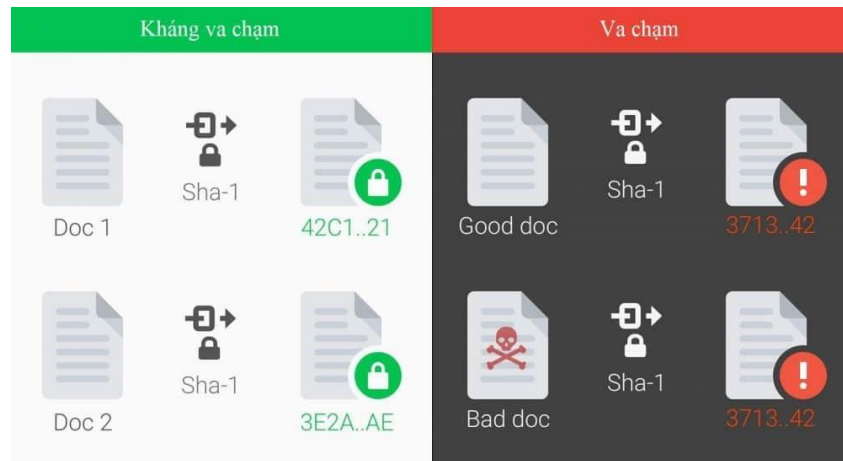 Kháng va chạm
Va chạm
Sha-1
Doc 1
42C1..21
Sha-1
Doc 2
3E2A..AE
Sha-1
Good doc
3713..42
Sha-1
Bad doc
3713..42